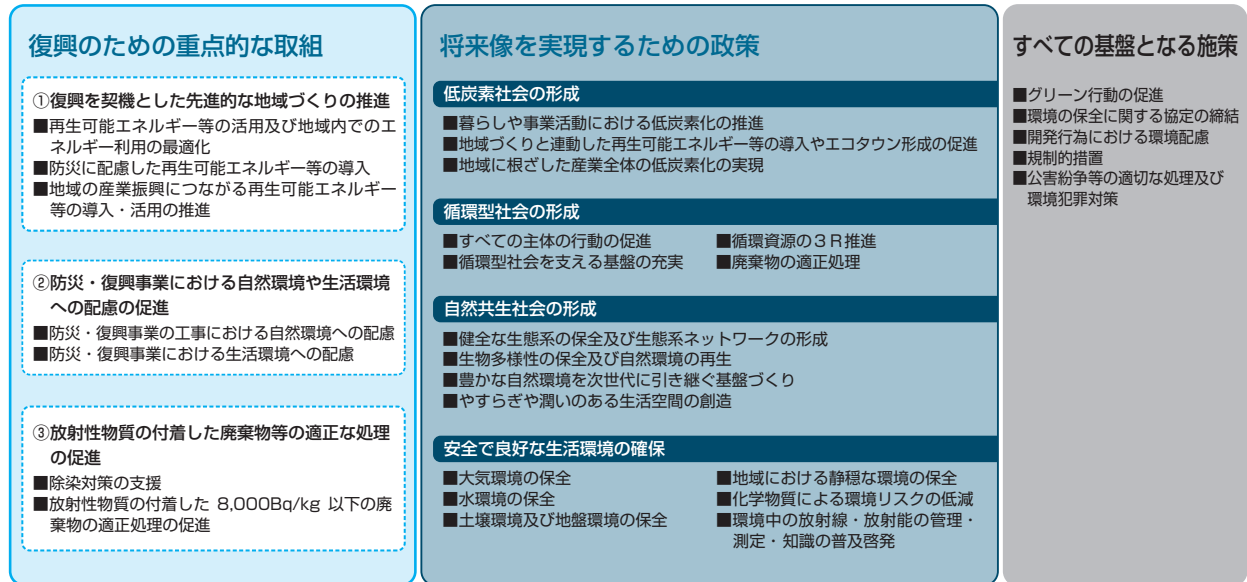 復興のための重点的な取組
①復興を契機とした先進的な地域づくりの推進
■再生可能エネルギー等の活用及び地域内でのエ
ネルギー利用の最適化
■防災に配慮した再生可能エネルギー等の導入
■地域の産業振興につながる再生可能エネルギー
等の導入・活用の推進
②防災・復興事業における自然環境や生活環境
への配慮の促進
■防災・復興事業の工事における自然環境への配慮
■防災・復興事業における生活環境への配慮
③放射性物質の付着した廃棄物等の適正な処理
の促進
■除染対策の支援
■放射性物質の付着した 8,000Bq/kg 以下の廃
棄物の適正処理の促進
将来像を実現するための政策
低炭素社会の形成
■暮らしや事業活動における低炭素化の推進
■地域づくりと連動した再生可能エネルギー等の導入やエコタウン形成の促進
■地域に根ざした産業全体の低炭素化の実現
循環型社会の形成
■すべての主体の行動の促進
■循環型社会を支える基盤の充実
■循環資源の３Ｒ推進
■廃棄物の適正処理
自然共生社会の形成
■健全な生態系の保全及び生態系ネットワークの形成
■生物多様性の保全及び自然環境の再生
■豊かな自然環境を次世代に引き継ぐ基盤づくり
■やすらぎや潤いのある生活空間の創造
安全で良好な生活環境の確保
■大気環境の保全
■水環境の保全
■土壌環境及び地盤環境の保全
■地域における静穏な環境の保全
■化学物質による環境リスクの低減
■環境中の放射線・放射能の管理・
測定・知識の普及啓発
すべての基盤となる施策
■グリーン行動の促進
■環境の保全に関する協定の締結
■開発行為における環境配慮
■規制的措置
■公害紛争等の適切な処理及び
環境犯罪対策